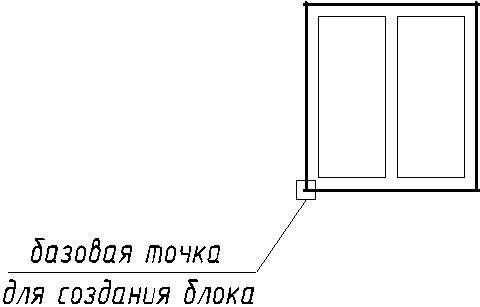 базовая точка
для создания блока